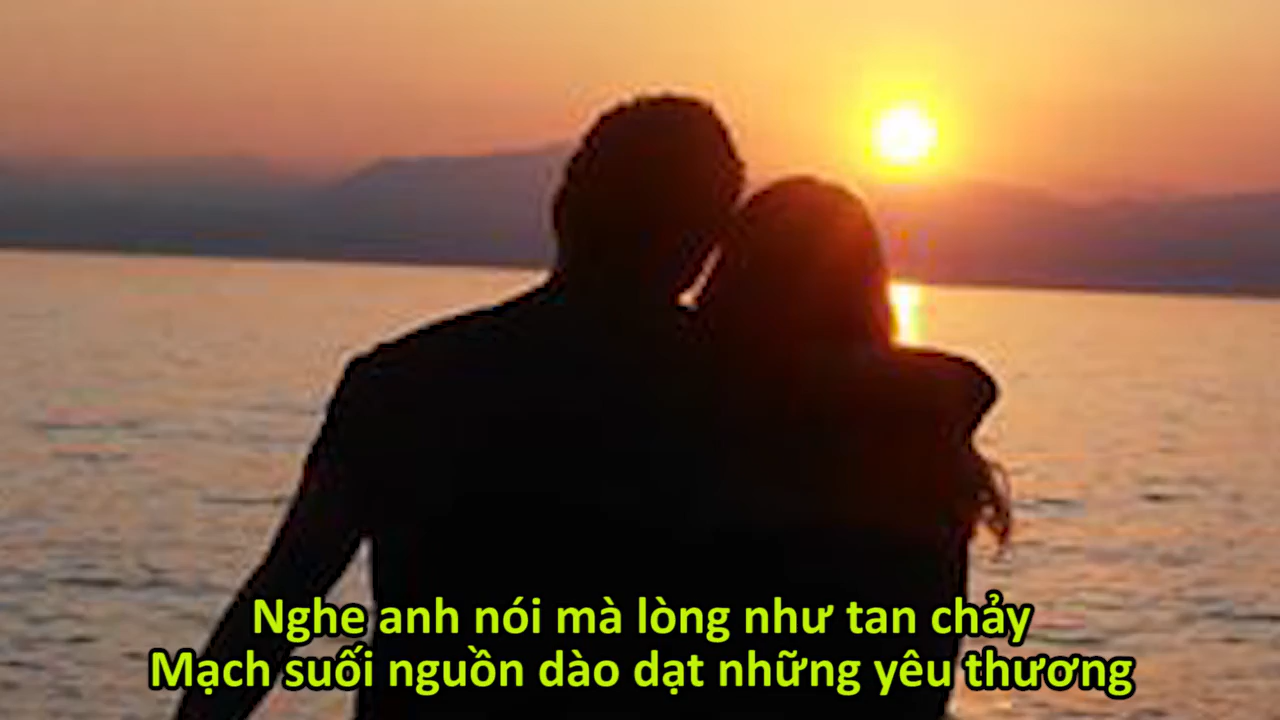 Nghe anh nói mà lòng như tan chảy
Mạch suối nguồn dào dạt những yêu thương